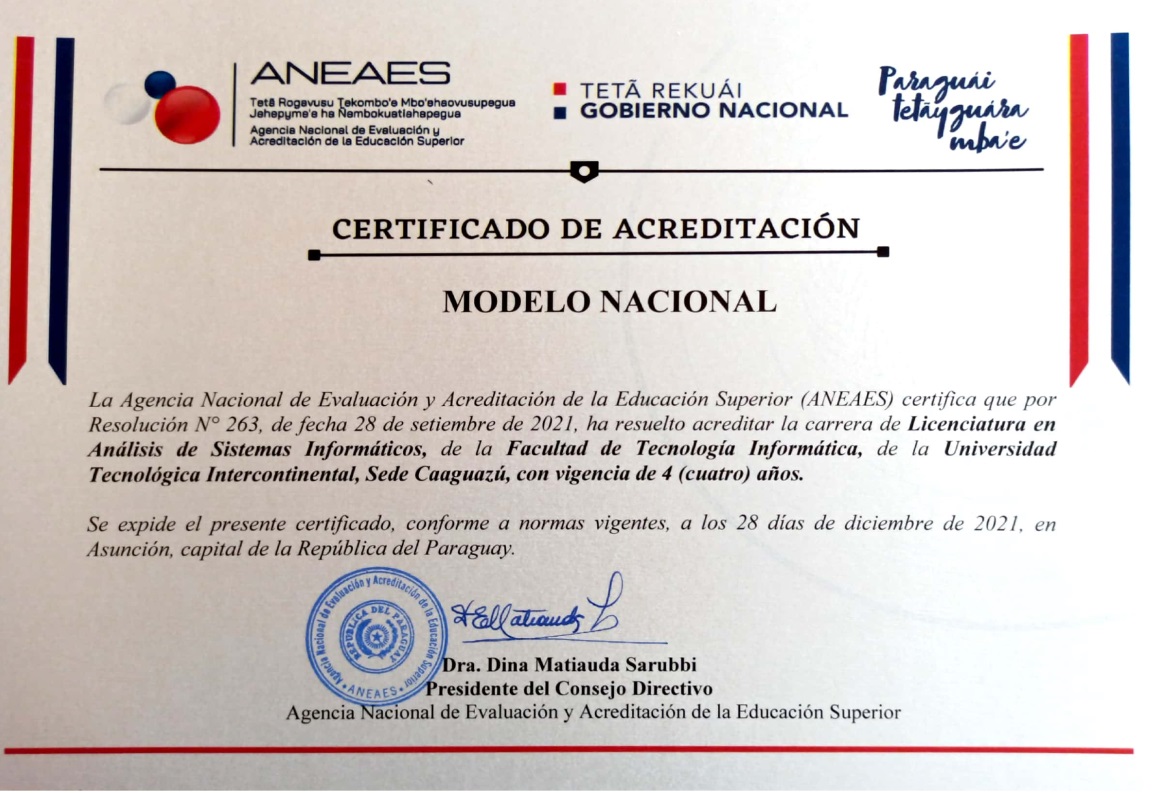 ANEAES
Tetã Rogavusu Tekombo'e Mbo'ehaovusupegua
Jehepyme'ẽ ha Ñembokuatiahapegua
Agencia Nacional de Evaluación y
Acreditación de la Educación Superior
TETÃ REKUÁI
GOBIERNO NACIONAL
Paraguái
tetãyguára
mba'e
CERTIFICADO DE ACREDITACIÓN
MODELO NACIONAL
La Agencia Nacional de Evaluación y Acreditación de la Educación Superior (ANEAES) certifica que por
Resolución N° 263, de fecha 28 de setiembre de 2021, ha resuelto acreditar la carrera de Licenciatura en
Análisis de Sistemas Informáticos, de la Facultad de Tecnología Informática, de la Universidad
Tecnológica Intercontinental, Sede Caaguazú, con vigencia de 4 (cuatro) años.
Se expide el presente certificado, conforme a normas vigentes, a los 28 días de diciembre de 2021, en
Asunción, capital de la República del Paraguay.
Agencia Nacional de Evaluación y Acreditación de la Educación Superior
REPUBLICA DEL PARAGUAY
ANEAES
Dra. Dina Matiauda Sarubbi
Presidente del Consejo Directivo
Agencia Nacional de Evaluación y Acreditación de la Educación Superior